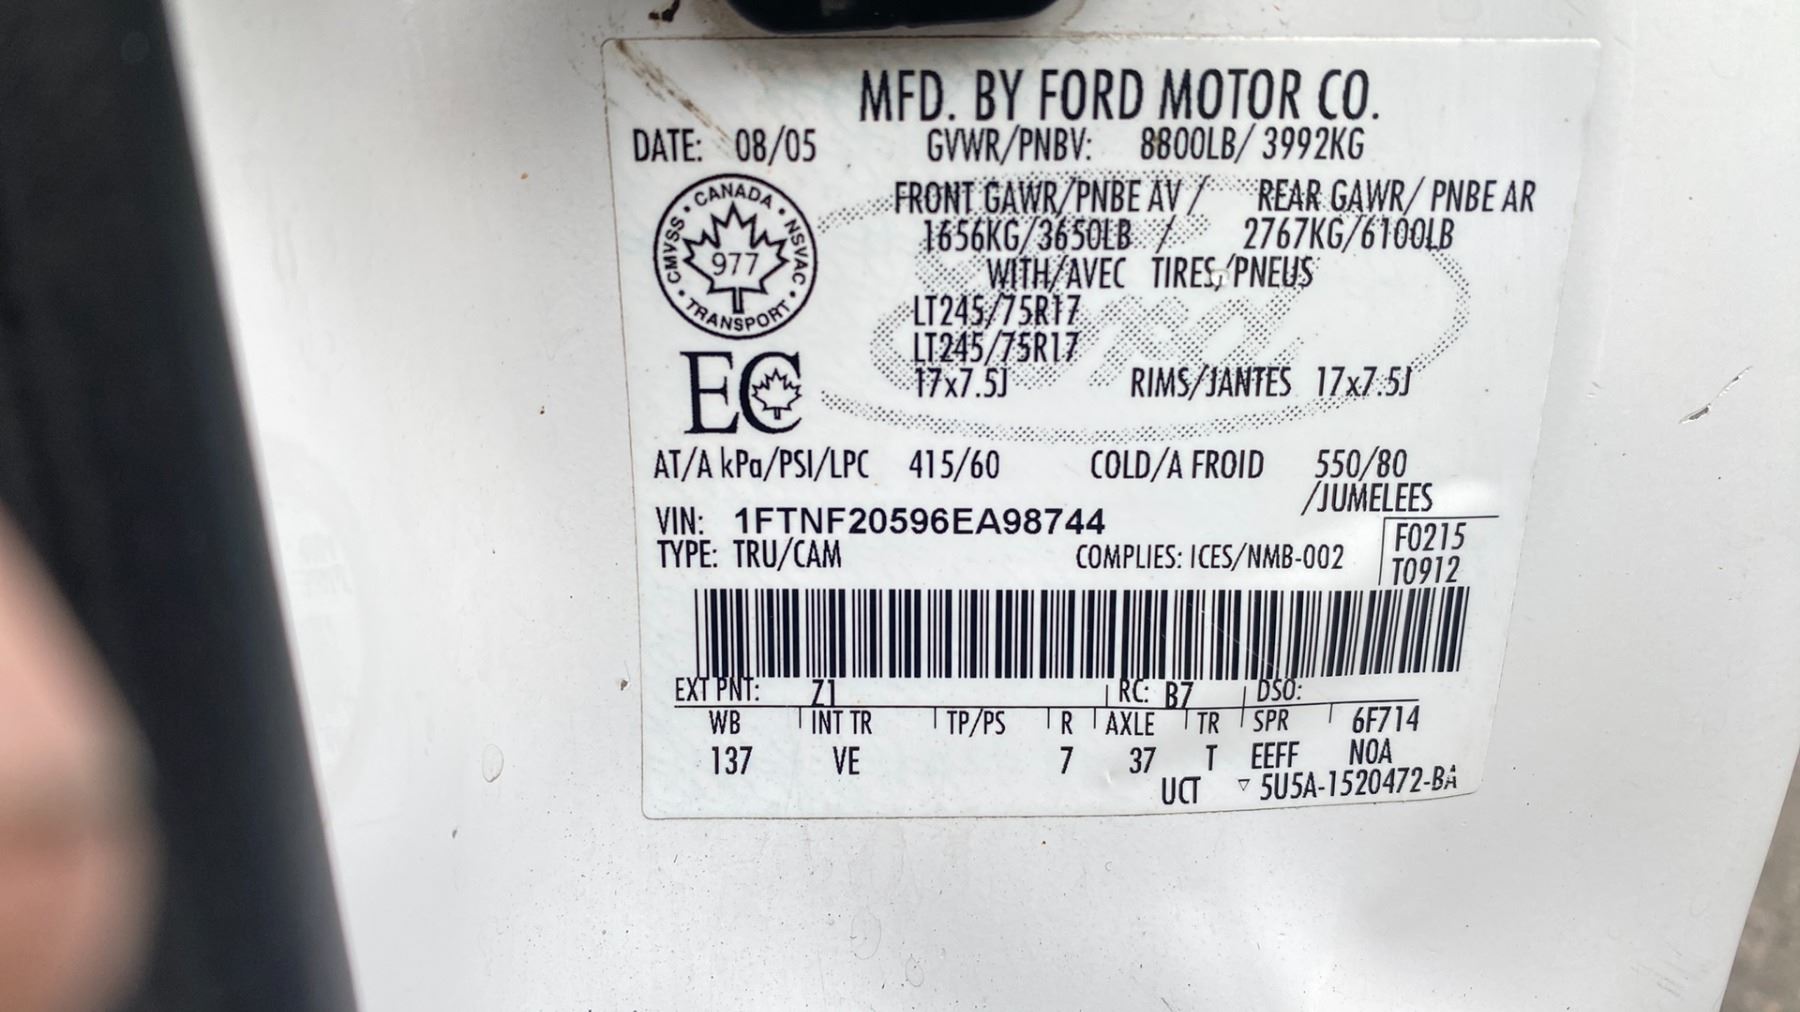 MFD. BY FORD MOTOR CO.
DATE: 08/05 GVWR/PNBV: 8800LB/ 3992KG
FRONT GAWR/PNBE AV / REAR GAWR/ PNBE AR
1656KG/3650LB / 2767KG/6100LB
WITH/AVEC TIRES/PNEUS
CANADA
CMVSS NSVAC
977
TRANSPORT
LT245/75R17
LT245/75R17
EC
17x7.5J RIMS/JANTES 17x7.5J
AT/A kPa/PSI/LPC 415/60 COLD/A FROID 550/80
/JUMELEES
VIN: 1FTNF20596EA98744
F0215
TYPE: TRU/CAM COMPLIES: ICES/NMB-002
T0912
EXT PNT: Z1 RC: B7 DSO:
WB INT TR TP/PS R AXLE TR SPR 6F714
137 VE 7 37 T EEFF N0A
UCT ▽ 5U5A-1520472-BA